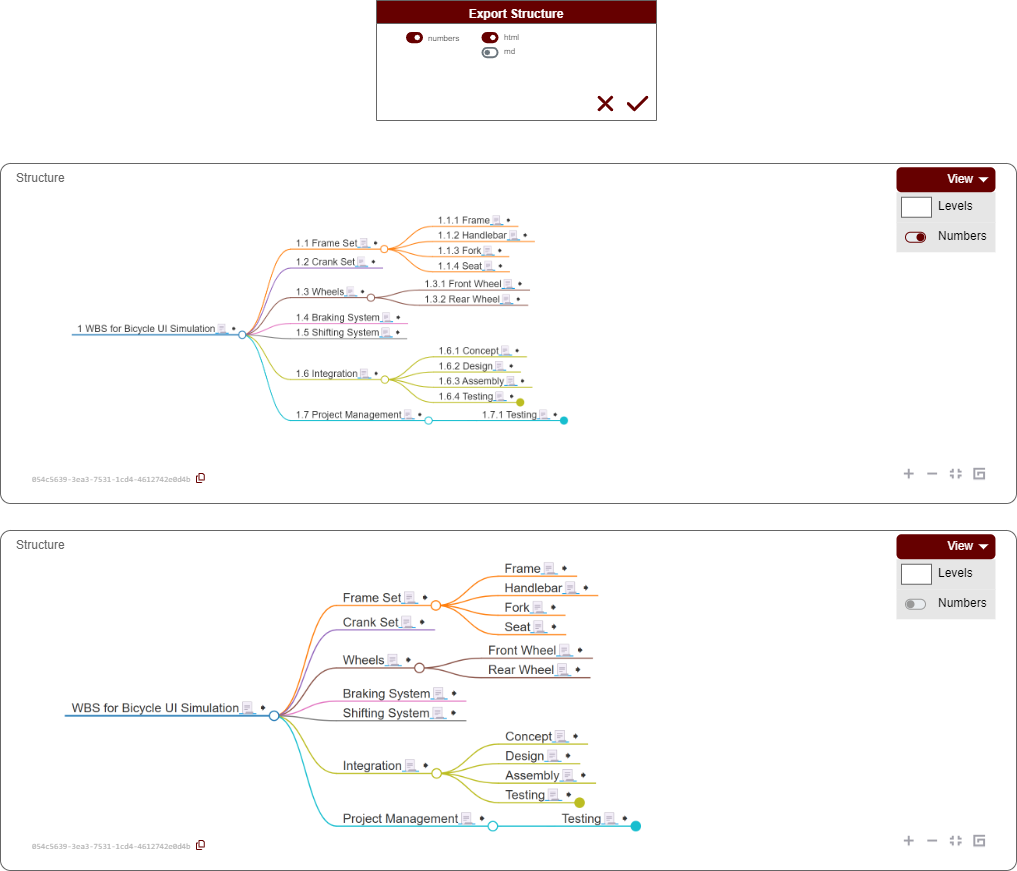 Export Structure
numbers
html
md
Structure
View
Levels
Numbers
1.1.1 Frame
1.1.2 Handlebar
1.1 Frame Set
1.1.3 Fork
1.2 Crank Set
1.1.4 Seat
1.3.1 Front Wheel
1.3 Wheels
1.3.2 Rear Wheel
1.4 Braking System
1 WBS for Bicycle UI Simulation
1.5 Shifting System
1.6.1 Concept
1.6.2 Design
1.6 Integration
1.6.3 Assembly
1.6.4 Testing
1.7 Project Management
1.7.1 Testing
054c5639-3ea3-7531-1cd4-4612742e0d4b
Structure
View
Levels
Numbers
Frame
Handlebar
Frame Set
Fork
Crank Set
Seat
Front Wheel
Wheels
Rear Wheel
Braking System
WBS for Bicycle UI Simulation
Shifting System
Concept
Design
Integration
Assembly
Testing
Project Management
Testing
054c5639-3ea3-7531-1cd4-4612742e0d4b